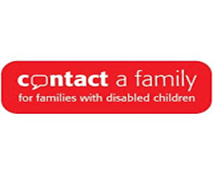 contact a family
for families with disabled children